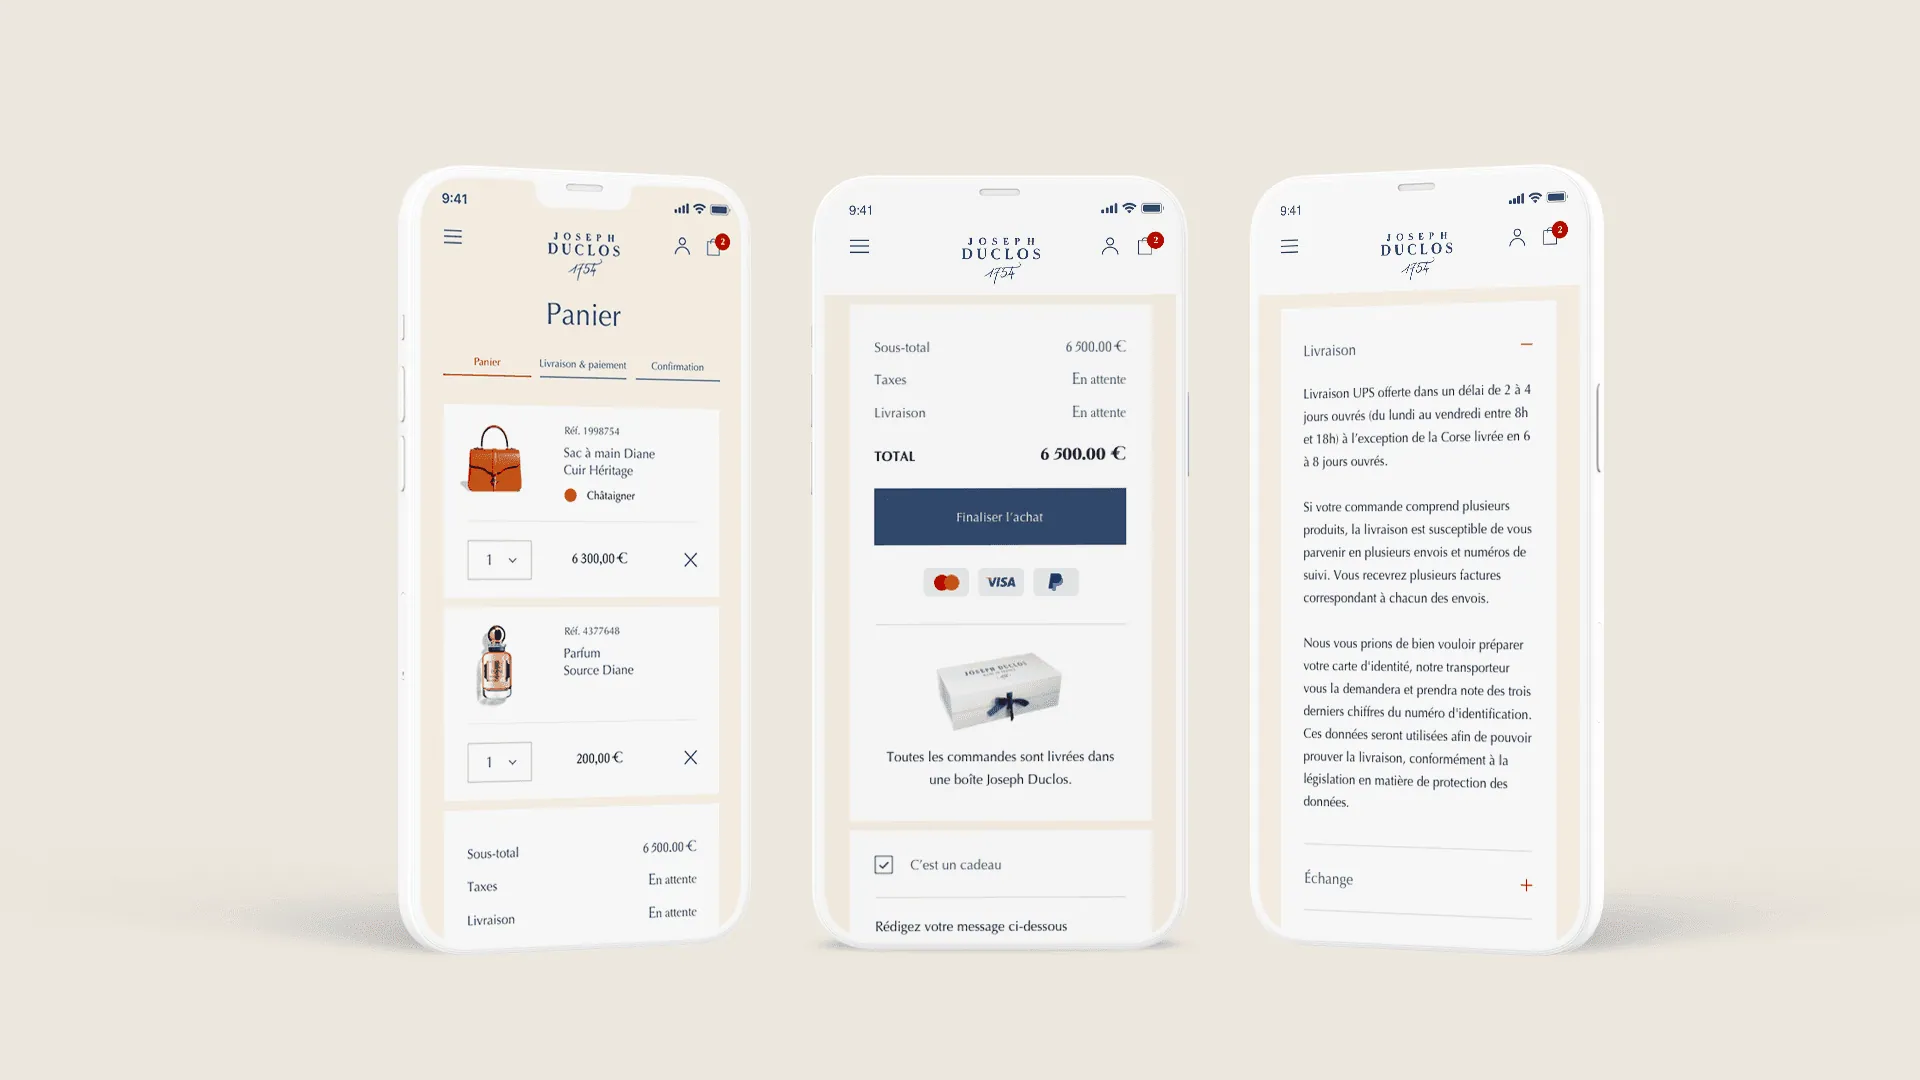 9:41
JOSEPH
DUCLOS
1754
2
Panier
Panier
Livraison & paiement
Confirmation
Réf. 1998754
Sac à main Diane
Cuir Héritage
Châtaigner
1
6 300,00 €
Réf. 4377648
Parfum
Source Diane
1
200,00 €
Sous-total
6 500.00 €
Taxes
En attente
Livraison
En attente
9:41
JOSEPH
DUCLOS
1754
2
Sous-total
6 500.00 €
Taxes
En attente
Livraison
En attente
TOTAL
6 500.00 €
Finaliser l'achat
VISA
JOSEPH DUCLOS
Toutes les commandes sont livrées dans
une boîte Joseph Duclos.
C'est un cadeau
Rédigez votre message ci-dessous
9:41
JOSEPH
DUCLOS
1754
2
Livraison
Livraison UPS offerte dans un délai de 2 à 4
jours ouvrés (du lundi au vendredi entre 8h
et 18h) à l'exception de la Corse livrée en 6
à 8 jours ouvrés.
Si votre commande comprend plusieurs
produits, la livraison est susceptible de vous
parvenir en plusieurs envois et numéros de
suivi. Vous recevrez plusieurs factures
correspondant à chacun des envois.
Nous vous prions de bien vouloir préparer
votre carte d'identité, notre transporteur
vous la demandera et prendra note des trois
derniers chiffres du numéro d'identification.
Ces données seront utilisées afin de pouvoir
prouver la livraison, conformément à la
législation en matière de protection des
données.
Échange